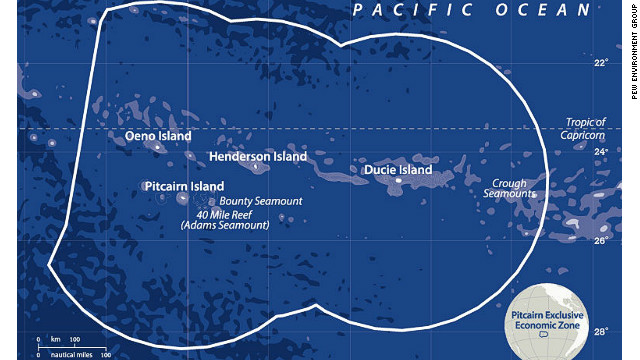 PACIFIC OCEAN
PEW ENVIRONMENT GROUP
22°
Tropic of
Capricorn
Oeno Island
24°
Henderson Island
Ducie Island
Crough
Seamounts
Pitcairn Island
Bounty Seamount
40 Mile Reef
(Adams Seamount)
26°
Pitcairn Exclusive
Economic Zone
28°
0 km 100
0 nautical miles 100